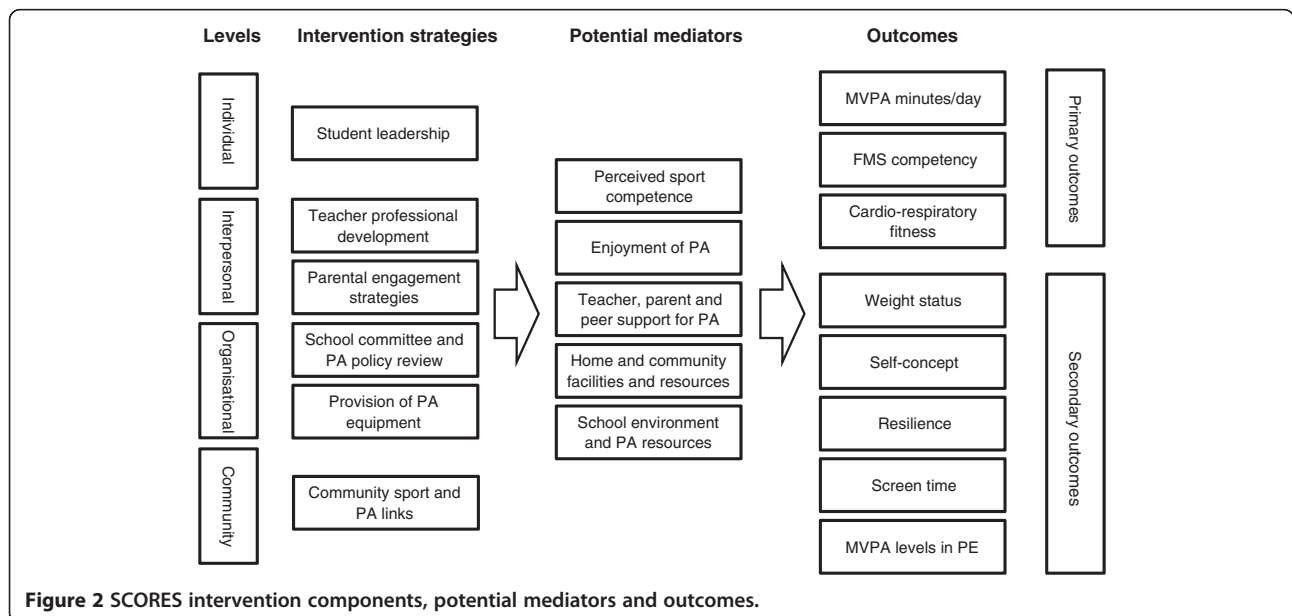 Levels
Intervention strategies
Potential mediators
Outcomes
Individual
Interpersonal
Organisational
Community
Student leadership
Teacher professional
development
Parental engagement
strategies
School committee and
PA policy review
Provision of PA
equipment
Community sport and
PA links
Perceived sport
competence
Enjoyment of PA
Teacher, parent and
peer support for PA
Home and community
facilities and resources
School environment
and PA resources
MVPA minutes/day
FMS competency
Cardio-respiratory
fitness
Weight status
Self-concept
Resilience
Screen time
MVPA levels in PE
Primary outcomes
Secondary outcomes
Figure 2 SCORES intervention components, potential mediators and outcomes.